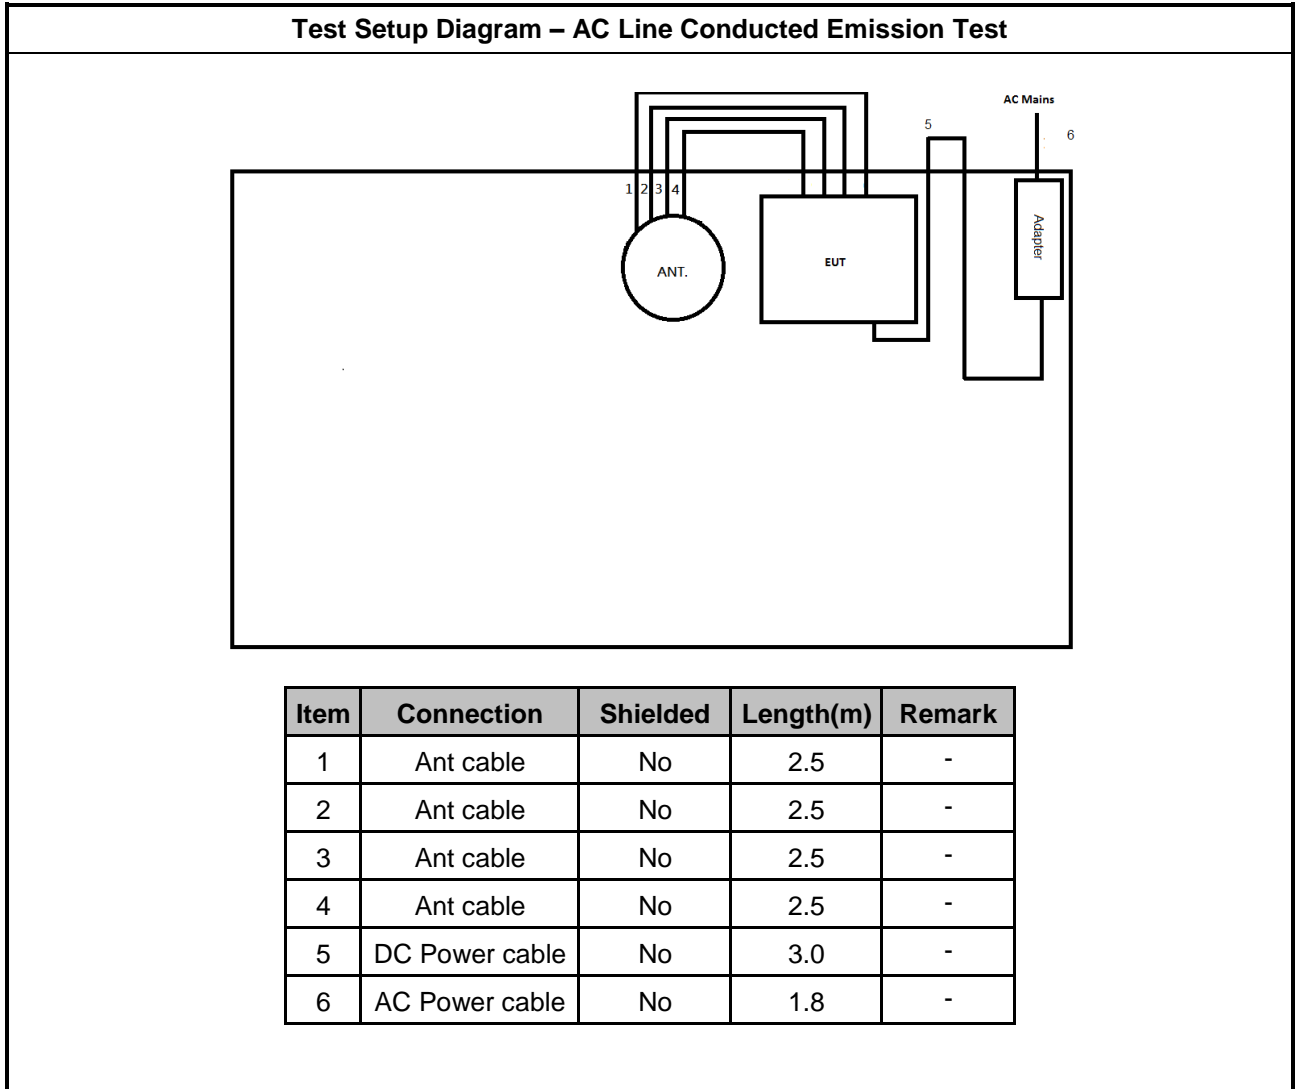 Test Setup Diagram – AC Line Conducted Emission Test
AC Mains
5
6
1 2 3 4
Adapter
EUT
ANT.
Item Connection Shielded Length(m) Remark
1 Ant cable No 2.5 -
2 Ant cable No 2.5 -
3 Ant cable No 2.5 -
4 Ant cable No 2.5 -
5 DC Power cable No 3.0 -
6 AC Power cable No 1.8 -